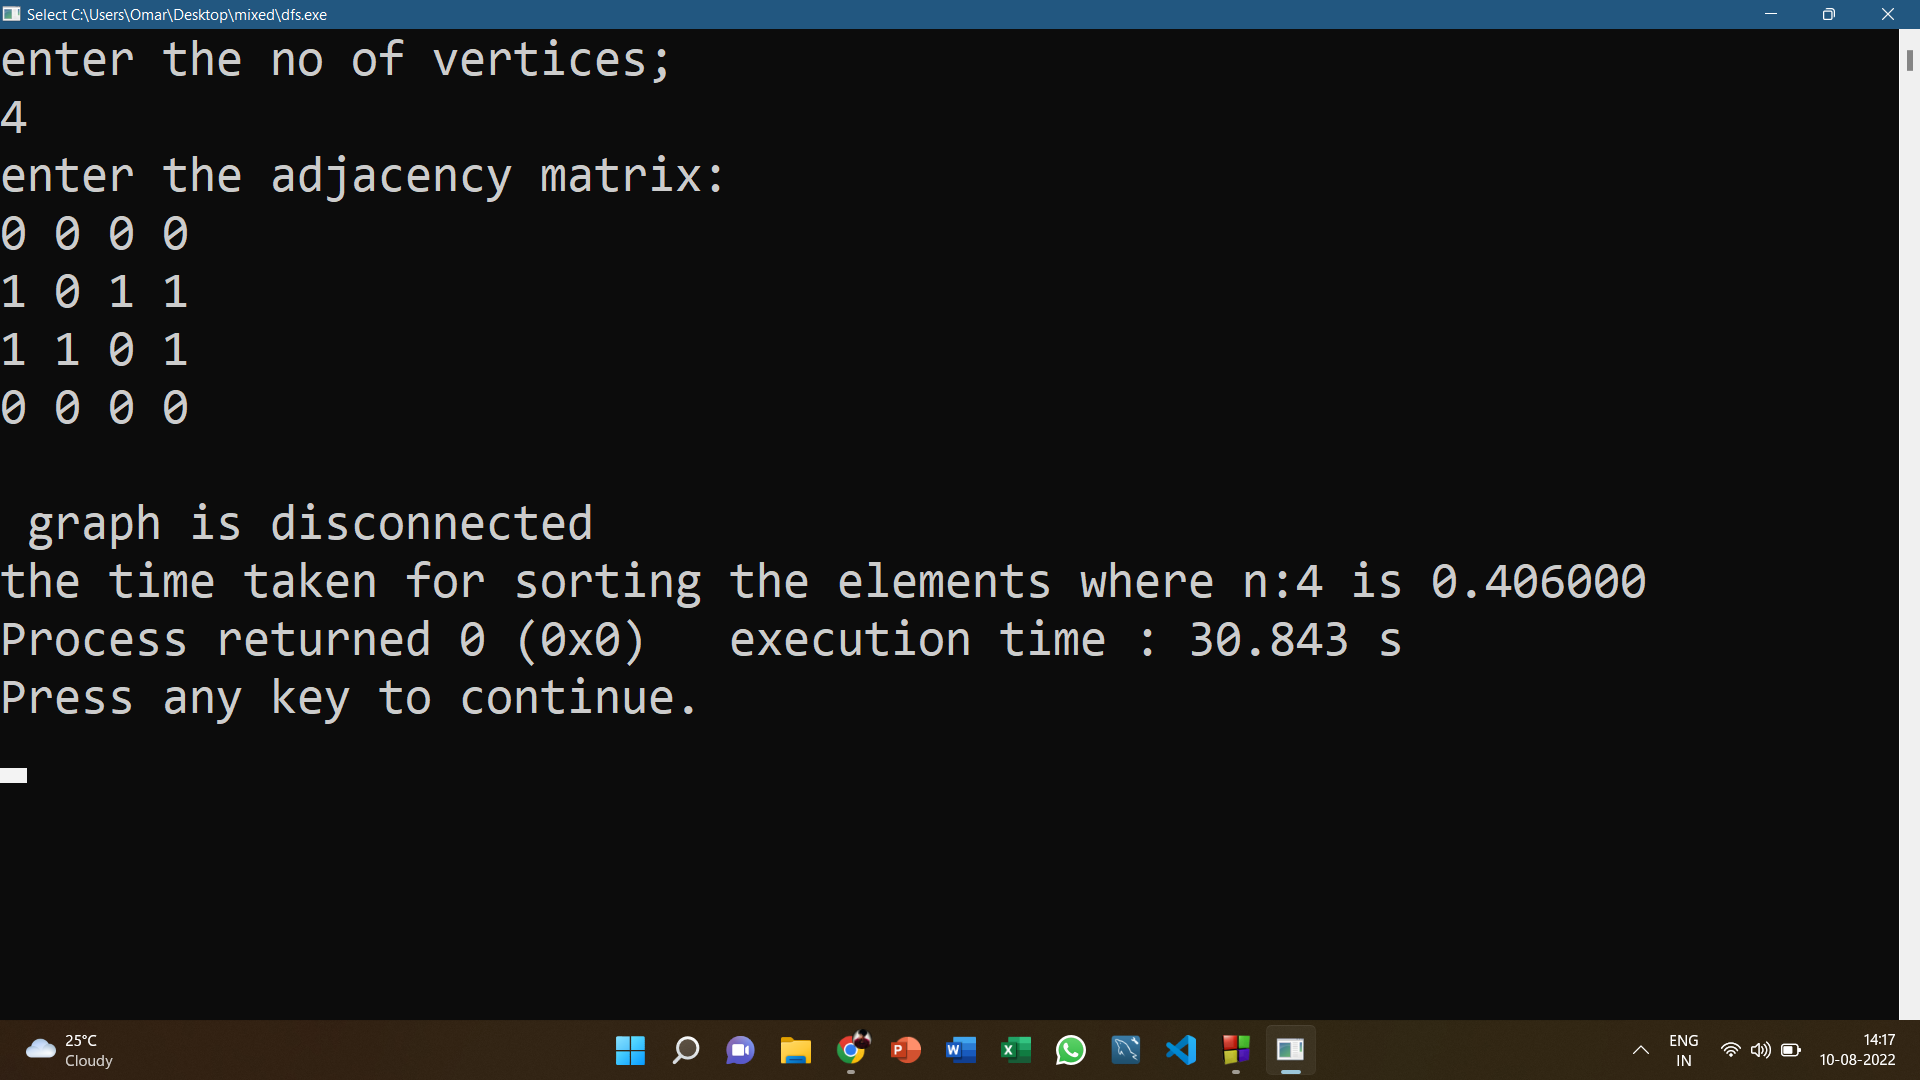 Select C:\Users\Omar\Desktop\mixed\dfs.exe
enter the no of vertices;
4
enter the adjacency matrix:
0 0 0 0
1 0 1 1
1 1 0 1
0 0 0 0
graph is disconnected
the time taken for sorting the elements where n:4 is 0.406000
Process returned 0 (0x0)   execution time : 30.843 s
Press any key to continue.
25°C
Cloudy
ENG
IN
14:17
10-08-2022